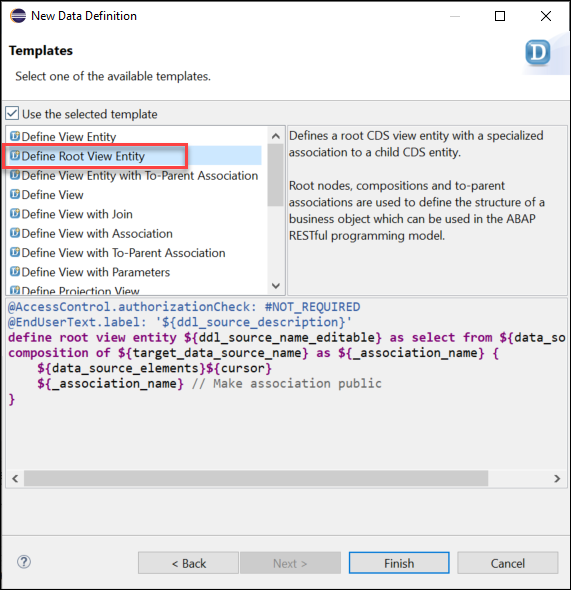 New Data Definition
Templates
Select one of the available templates.
D
Use the selected template
Define View Entity
Define Root View Entity
Define View Entity with To-Parent Association
Define View
Define View with Join
Define View with Association
Define View with To-Parent Association
Define View with Parameters
Define Projection View
Defines a root CDS view entity with a specialized
association to a child CDS entity.
Root nodes, compositions and to-parent
associations are used to define the structure of a
business object which can be used in the ABAP
RESTful programming model.
@AccessControl.authorizationCheck: #NOT_REQUIRED
@EndUserText.label: '${ddl_source_description}'
define root view entity ${ddl_source_name_editable} as select from ${data_so
composition of ${target_data_source_name} as ${_association_name} {
${data_source_elements}${cursor}
${_association_name} // Make association public
}
?
< Back
Next >
Finish
Cancel